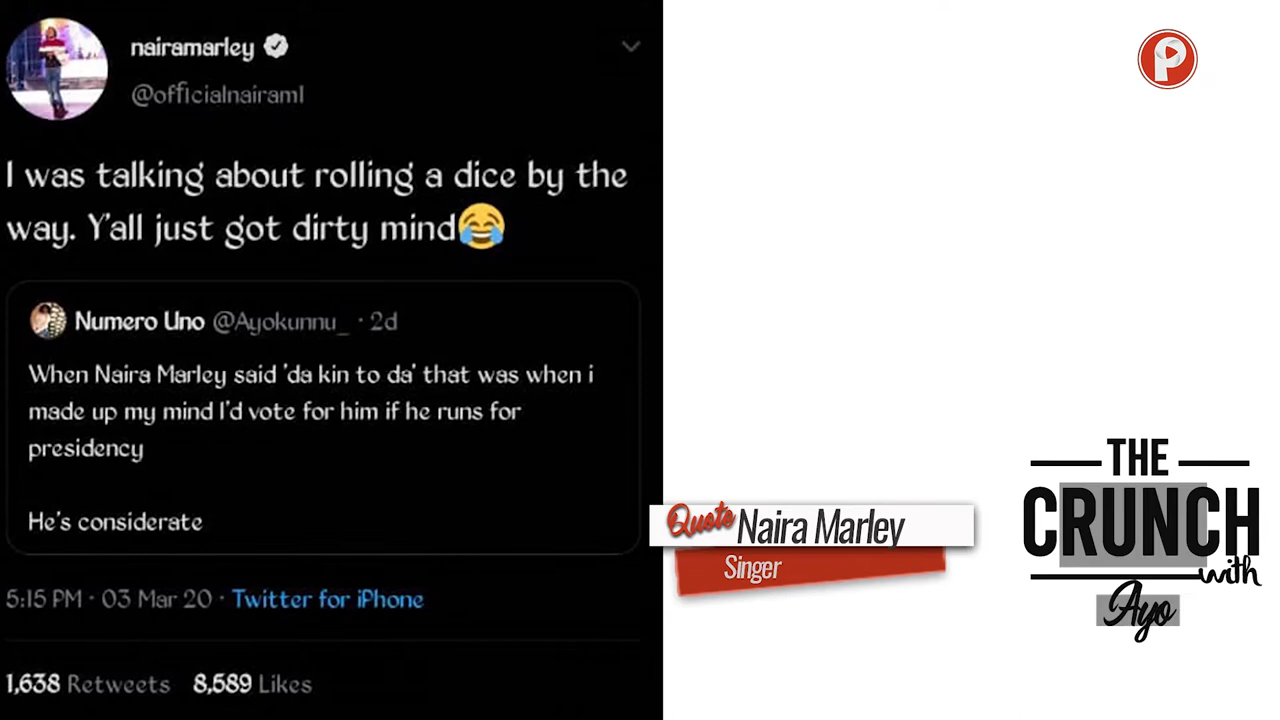 nairamarley
@officialnairam1
I was talking about rolling a dice by the
way. Y'all just got dirty mind😂
Numero Uno @Ayokunnu_ · 2d
When Naira Marley said 'da kin to da' that was when i
made up my mind I'd vote for him if he runs for
presidency
He's considerate
5:15 PM · 03 Mar 20 · Twitter for iPhone
1,638 Retweets 8,589 Likes
P
Quote Naira Marley
Singer
THE
CRUNCH
with
Ayo